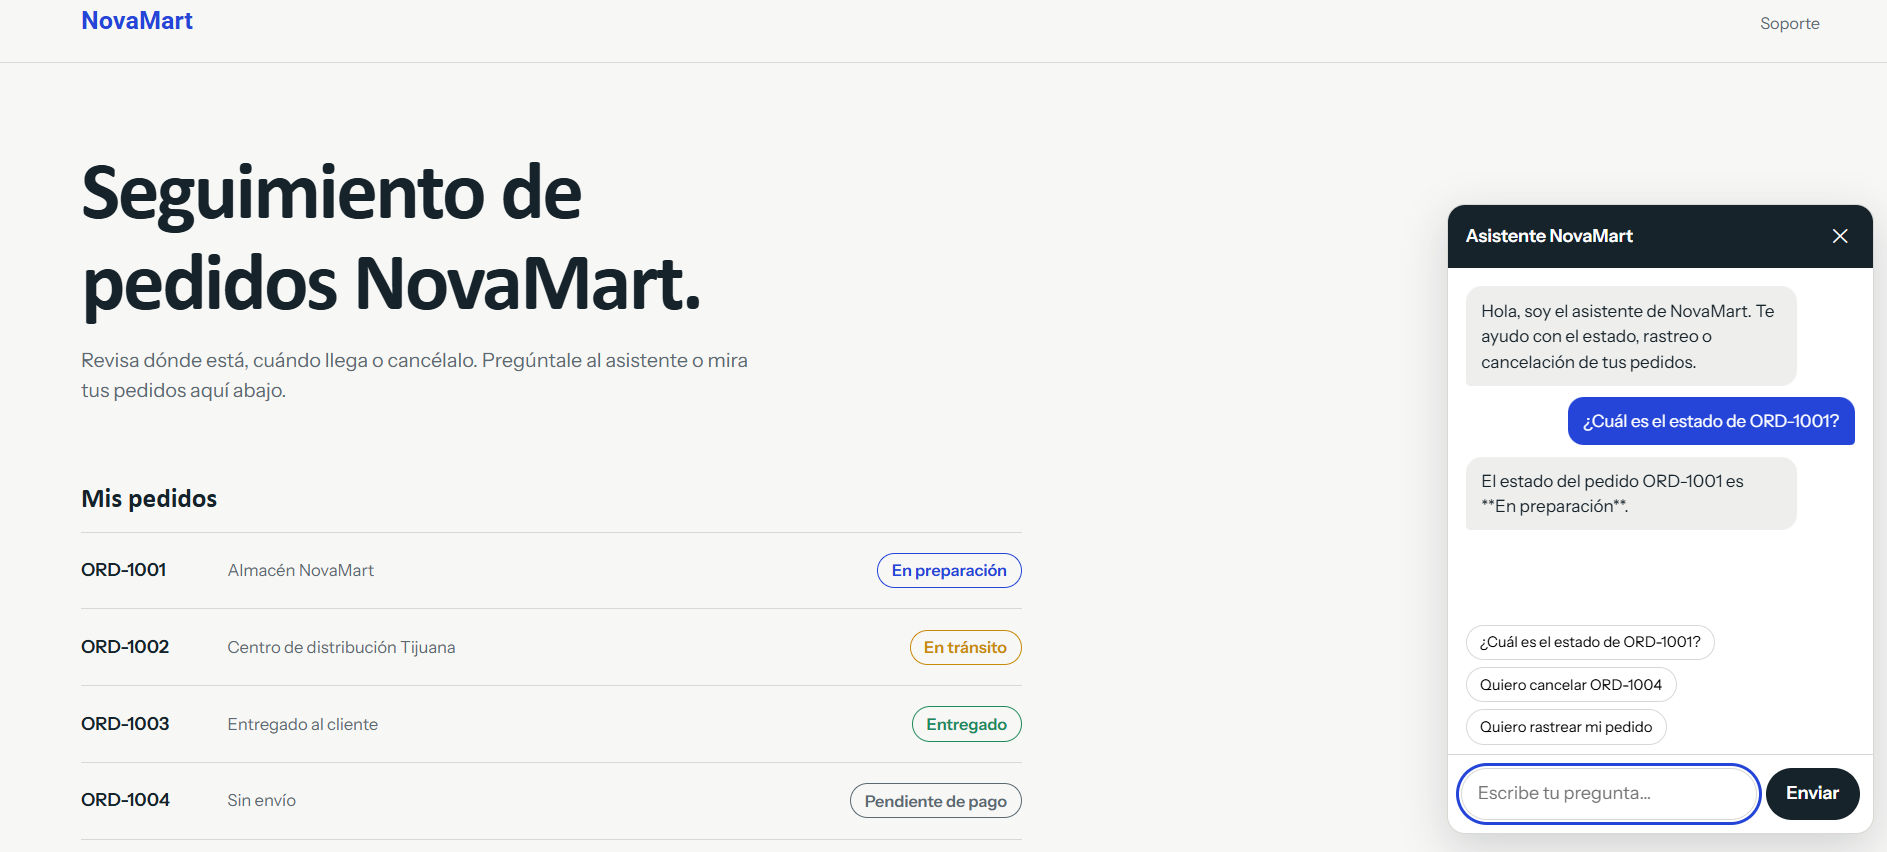 NovaMart
Soporte
Seguimiento de
pedidos NovaMart.
Revisa dónde está, cuándo llega o cancélalo. Pregúntale al asistente o mira
tus pedidos aquí abajo.
Mis pedidos
ORD-1001 Almacén NovaMart En preparación
ORD-1002 Centro de distribución Tijuana En tránsito
ORD-1003 Entregado al cliente Entregado
ORD-1004 Sin envío Pendiente de pago
Asistente NovaMart
Hola, soy el asistente de NovaMart. Te
ayudo con el estado, rastreo o
cancelación de tus pedidos.
¿Cuál es el estado de ORD-1001?
El estado del pedido ORD-1001 es
**En preparación**.
¿Cuál es el estado de ORD-1001?
Quiero cancelar ORD-1004
Quiero rastrear mi pedido
Escribe tu pregunta...
Enviar